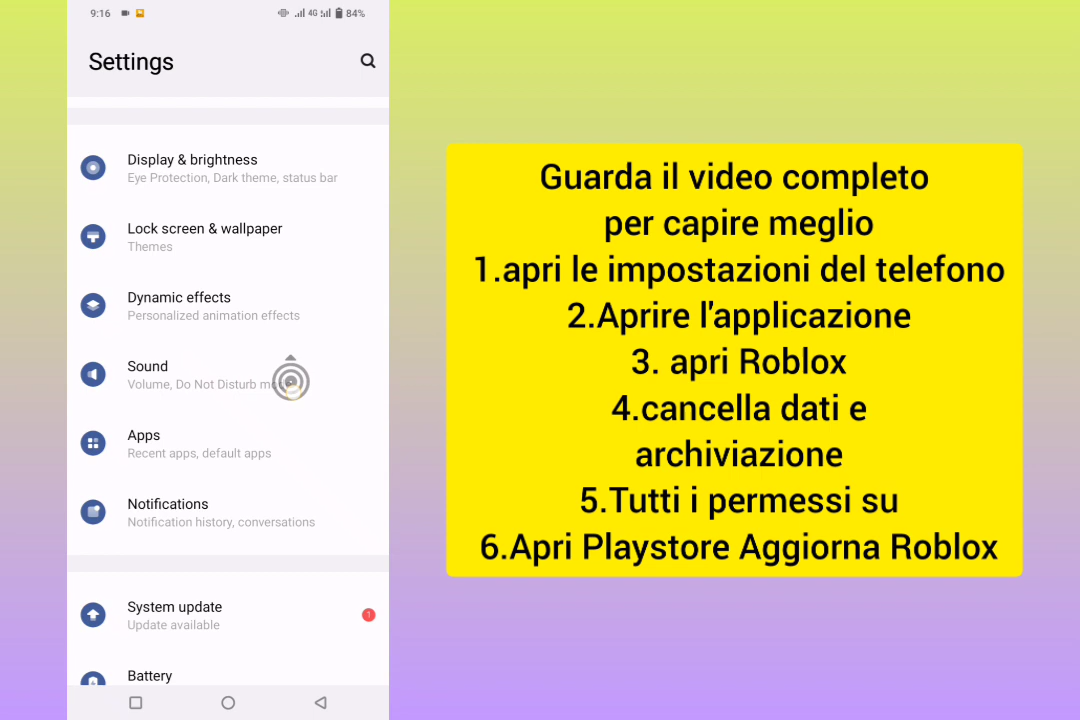 9:16
4G
84%
Settings
Display & brightness
Eye Protection, Dark theme, status bar
Lock screen & wallpaper
Themes
Dynamic effects
Personalized animation effects
Sound
Volume, Do Not Disturb
Apps
Recent apps, default apps
Notifications
Notification history, conversations
System update
Update available
1
Battery
Guarda il video completo
per capire meglio
1.apri le impostazioni del telefono
2.Aprire l'applicazione
3. apri Roblox
4.cancella dati e
archiviazione
5.Tutti i permessi su
6.Apri Playstore Aggiorna Roblox